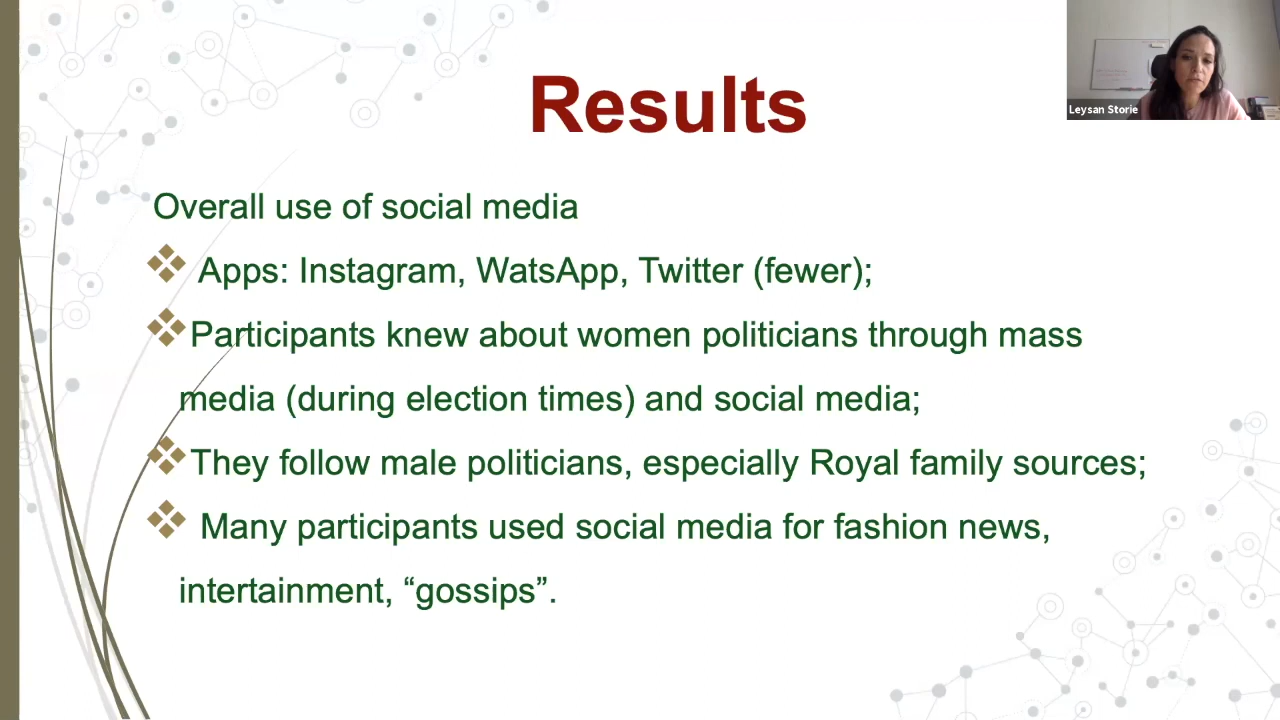 Results
Leysan Storie
Overall use of social media
Apps: Instagram, WatsApp, Twitter (fewer);
Participants knew about women politicians through mass
media (during election times) and social media;
They follow male politicians, especially Royal family sources;
Many participants used social media for fashion news,
intertainment, “gossips”.